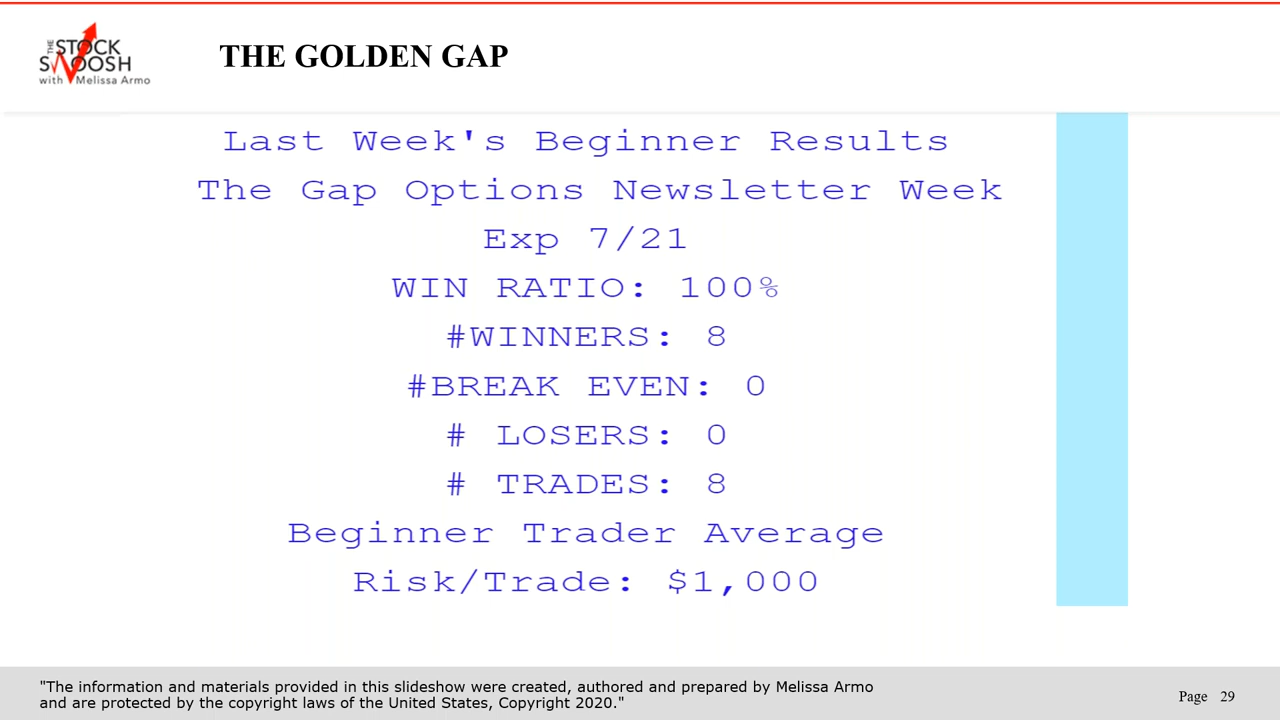 THE
STOCK
SWOOSH
with Melissa Armo
THE GOLDEN GAP
Last Week's Beginner Results
The Gap Options Newsletter Week
Exp 7/21
WIN RATIO: 100%
#WINNERS: 8
#BREAK EVEN: 0
# LOSERS: 0
# TRADES: 8
Beginner Trader Average
Risk/Trade: $1,000
"The information and materials provided in this slideshow were created, authored and prepared by Melissa Armo
and are protected by the copyright laws of the United States, Copyright 2020."
Page 29